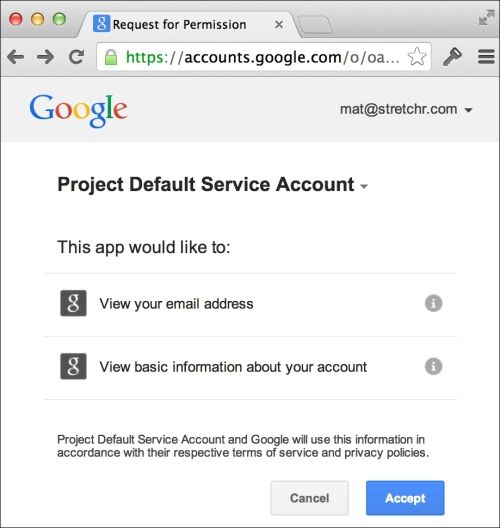 Request for Permission
https://accounts.google.com/o/oa...
Google
mat@stretchr.com
Project Default Service Account
This app would like to:
g View your email address i
g View basic information about your account i
Project Default Service Account and Google will use this information in
accordance with their respective terms of service and privacy policies.
Cancel Accept